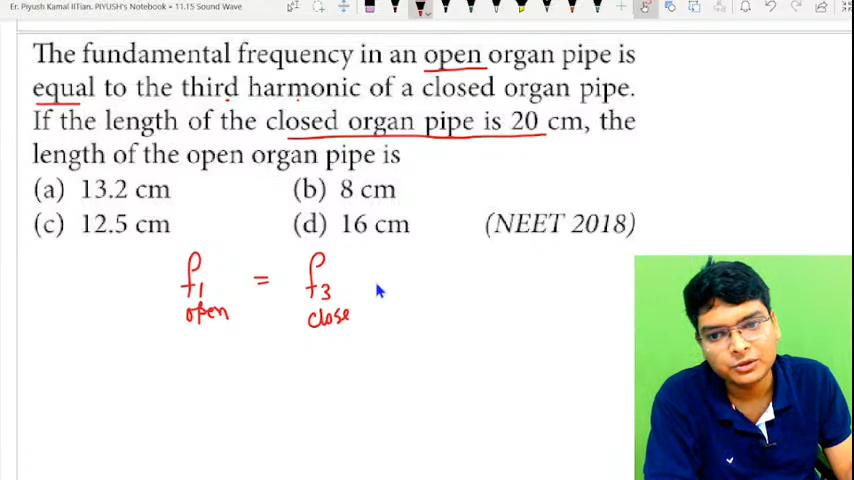 Er. Piyush Kamal IITian. PIYUSH's Notebook » 11.15 Sound Wave
The fundamental frequency in an open organ pipe is
equal to the third harmonic of a closed organ pipe.
If the length of the closed organ pipe is 20 cm, the
length of the open organ pipe is
(a) 13.2 cm (b) 8 cm
(c) 12.5 cm (d) 16 cm (NEET 2018)
f1 = f3
open close